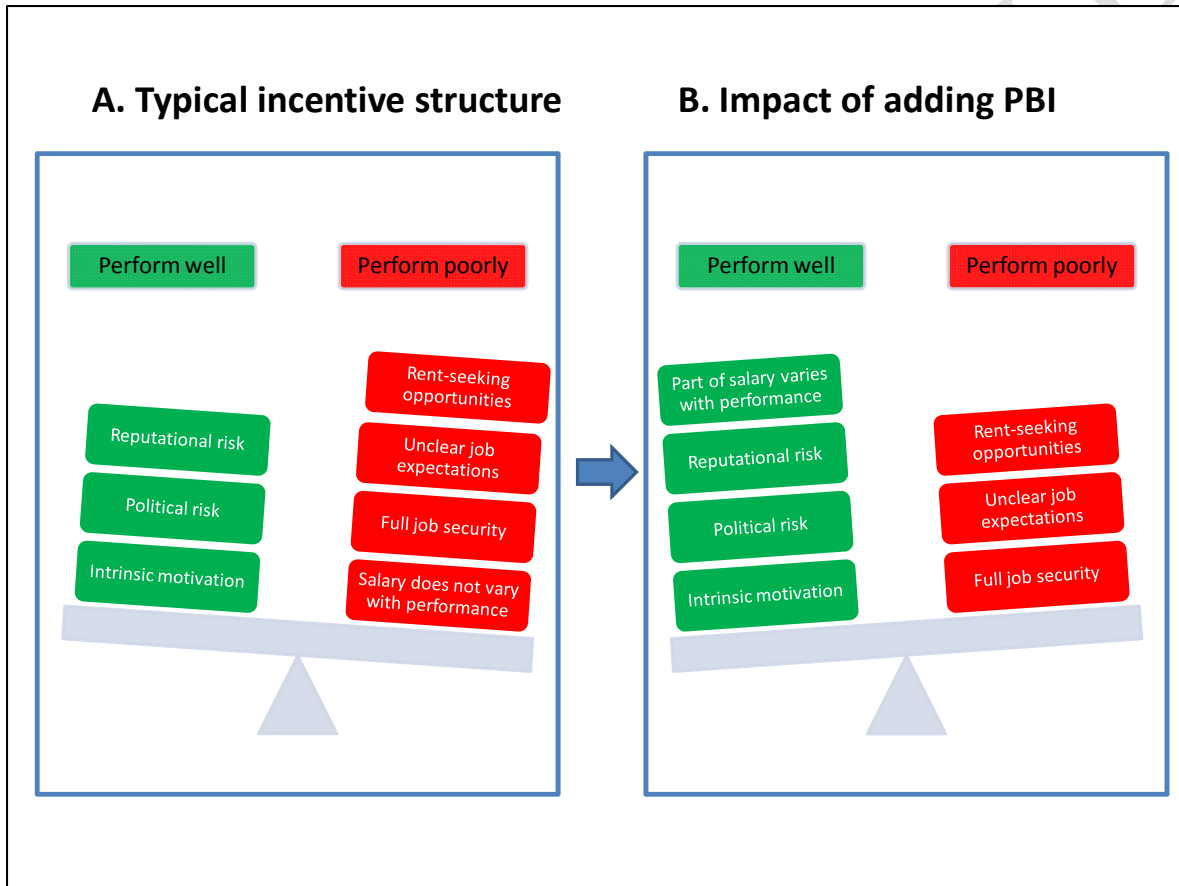 A. Typical incentive structure
Perform well
Perform poorly
Reputational risk
Political risk
Intrinsic motivation
Rent-seeking
opportunities
Unclear job
expectations
Full job security
Salary does not vary
with performance
B. Impact of adding PBI
Perform well
Perform poorly
Part of salary varies
with performance
Reputational risk
Political risk
Intrinsic motivation
Rent-seeking
opportunities
Unclear job
expectations
Full job security